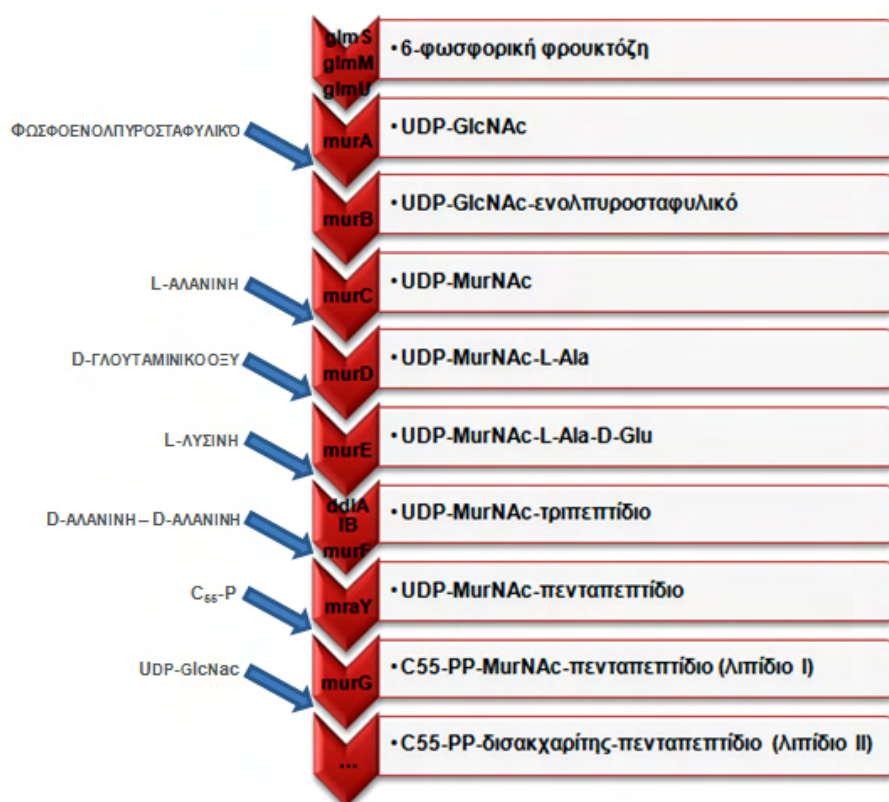 glmS
glmM
glmU
• 6-φωσφορική φρουκτόζη
ΦΩΣΦΟΕΝΟΛΠΥΡΟΣΤΑΦΥΛΙΚΌ
murA
• UDP-GlcNAc
murB
• UDP-GlcNAc-ενολπυροσταφυλικό
L-ΑΛΑΝΙΝΗ
murC
• UDP-MurNAc
D-ΓΛΟΥΤΑΜΙΝΙΚΟ ΟΞΥ
murD
• UDP-MurNAc-L-Ala
L-ΛΥΣΙΝΗ
murE
• UDP-MurNAc-L-Ala-D-Glu
D-ΑΛΑΝΙΝΗ – D-ΑΛΑΝΙΝΗ
ddlA
lB
murF
• UDP-MurNAc-τριπεπτίδιο
C₅₅-P
mraY
• UDP-MurNAc-πενταπεπτίδιο
UDP-GlcNac
murG
• C55-PP-MurNAc-πενταπεπτίδιο (λιπίδιο I)
...
• C55-PP-δισακχαρίτης-πενταπεπτίδιο (λιπίδιο II)